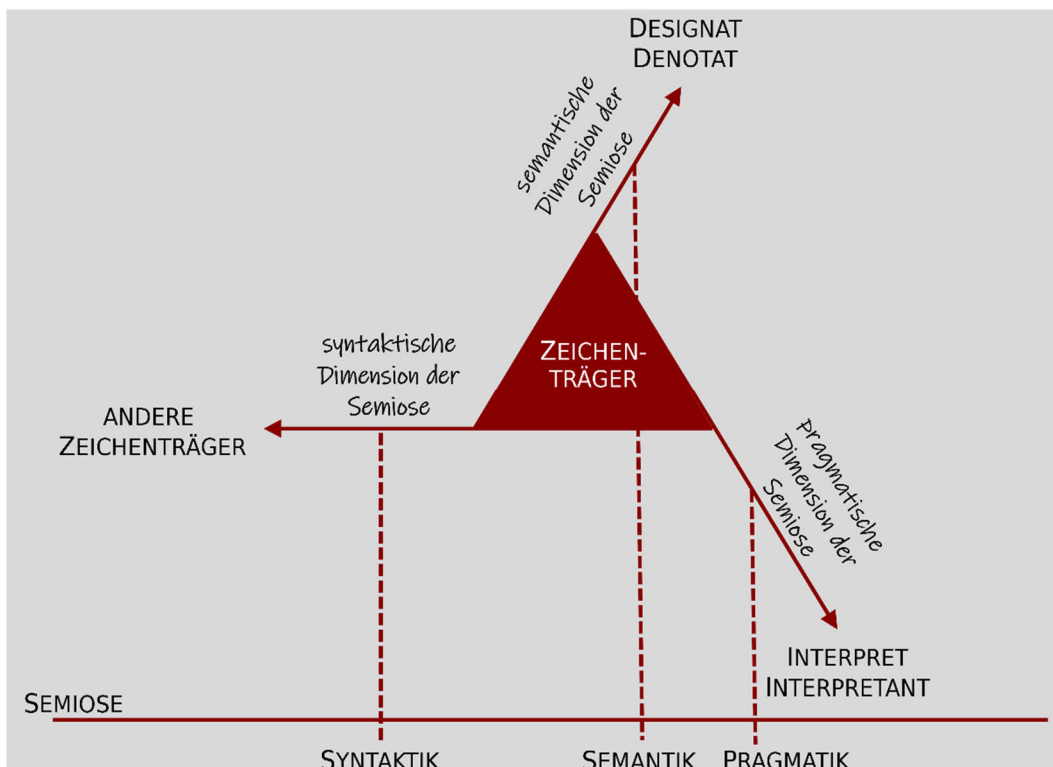 DESIGNAT
DENOTAT
semantische
Dimension der
Semiose
ZEICHEN-
TRÄGER
syntaktische
Dimension der
Semiose
ANDERE
ZEICHENTRÄGER
pragmatische
Dimension der
Semiose
INTERPRET
INTERPRETANT
SEMIOSE
SYNTAKTIK
SEMANTIK
PRAGMATIK